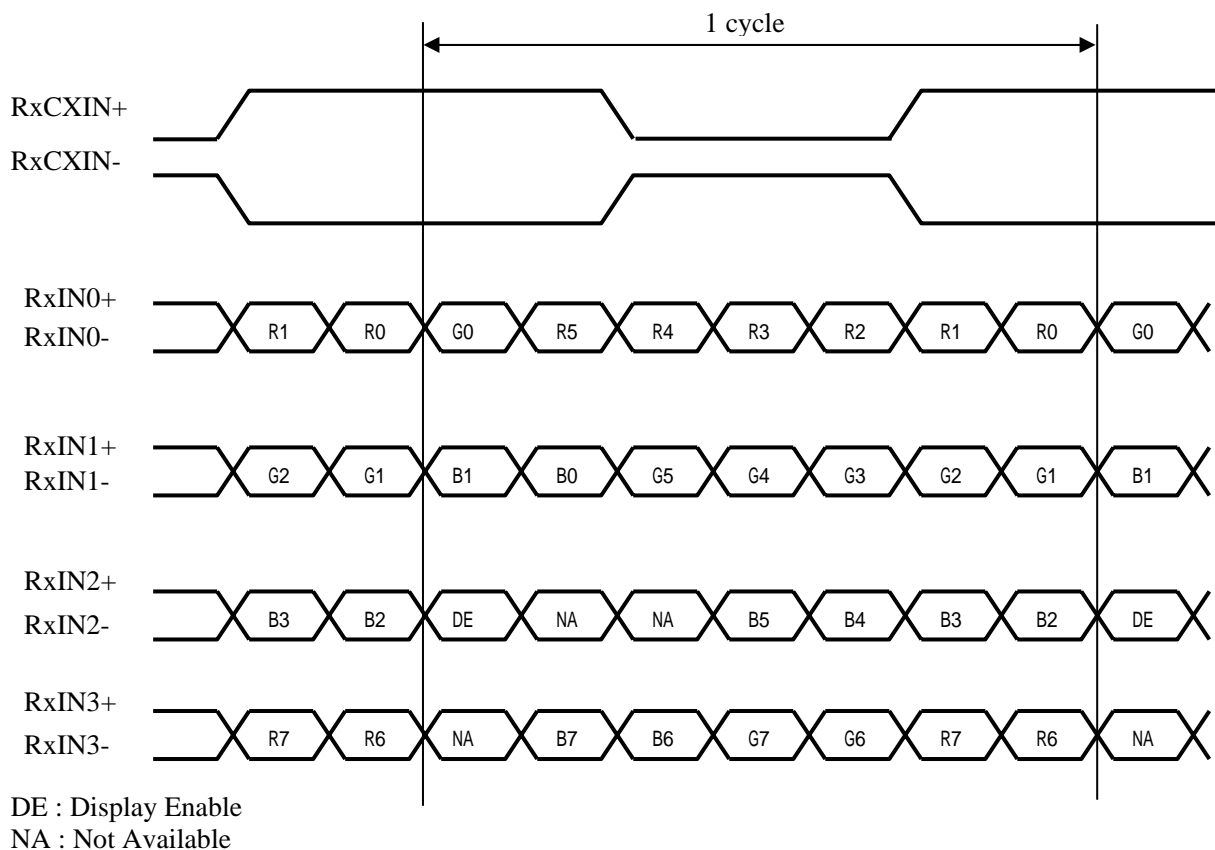 1 cycle
RxCXIN+
RxCXIN-
RxIN0+
RxIN0-
R1 R0 G0 R5 R4 R3 R2 R1 R0 G0
RxIN1+
RxIN1-
G2 G1 B1 B0 G5 G4 G3 G2 G1 B1
RxIN2+
RxIN2-
B3 B2 DE NA NA B5 B4 B3 B2 DE
RxIN3+
RxIN3-
R7 R6 NA B7 B6 G7 G6 R7 R6 NA
DE : Display Enable
NA : Not Available